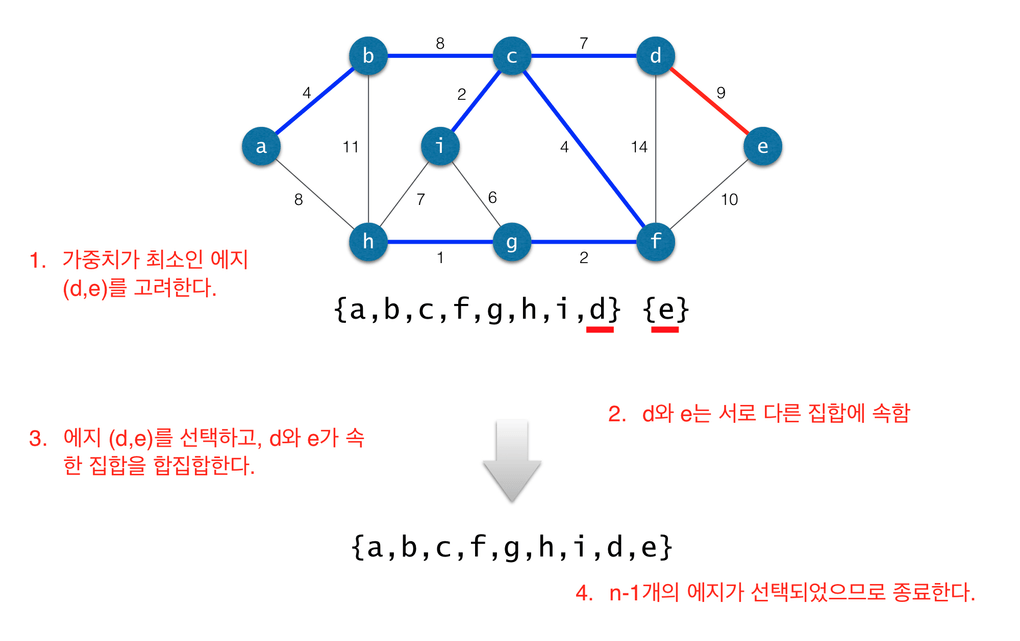 8
7
b
c
d
4
2
9
a
11
i
4
14
e
8
7
6
10
h
g
f
1
2
1. 가중치가 최소인 에지
(d,e)를 고려한다.
{a,b,c,f,g,h,i,d} {e}
2. d와 e는 서로 다른 집합에 속함
3. 에지 (d,e)를 선택하고, d와 e가 속
한 집합을 합집합한다.
{a,b,c,f,g,h,i,d,e}
4. n-1개의 에지가 선택되었으므로 종료한다.